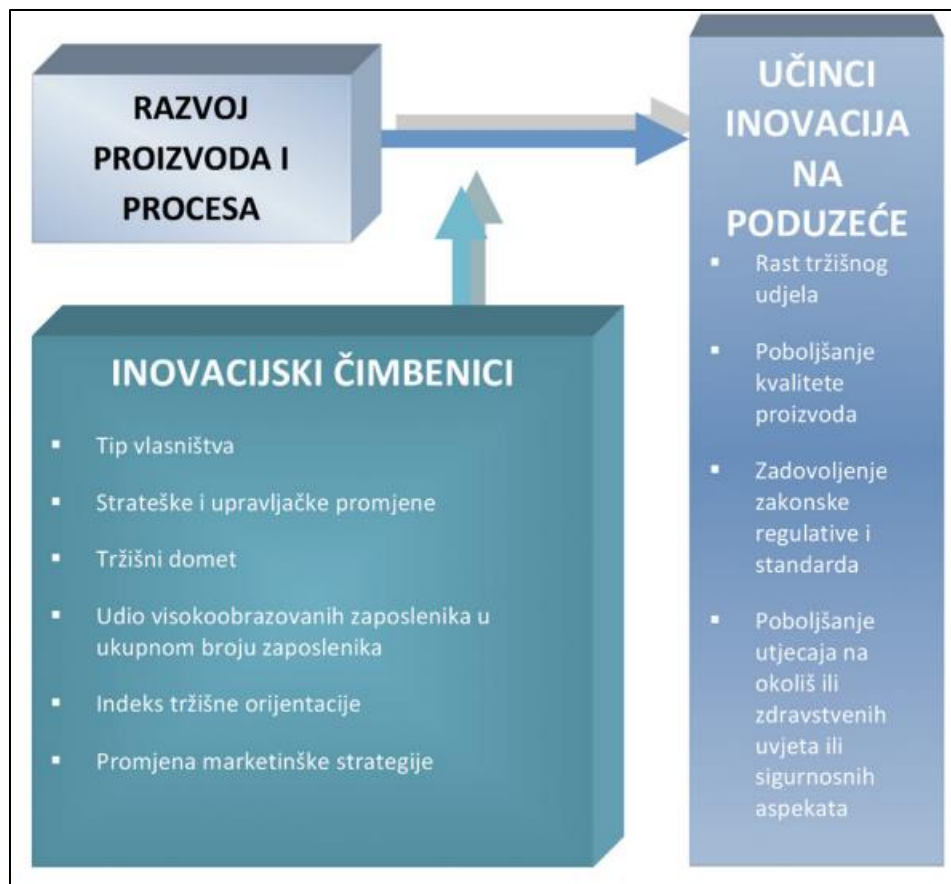 RAZVOJ
PROIZVODA I
PROCESA
INOVACIJSKI ČIMBENICI
▪ Tip vlasništva
▪ Strateške i upravljačke promjene
▪ Tržišni domet
▪ Udio visokoobrazovanih zaposlenika u
ukupnom broju zaposlenika
▪ Indeks tržišne orijentacije
▪ Promjena marketinške strategije
UČINCI
INOVACIJA
NA
PODUZEĆE
▪ Rast tržišnog
udjela
▪ Poboljšanje
kvalitete
proizvoda
▪ Zadovoljenje
zakonske
regulative i
standarda
▪ Poboljšanje
utjecaja na
okoliš ili
zdravstvenih
uvjeta ili
sigurnosnih
aspekata